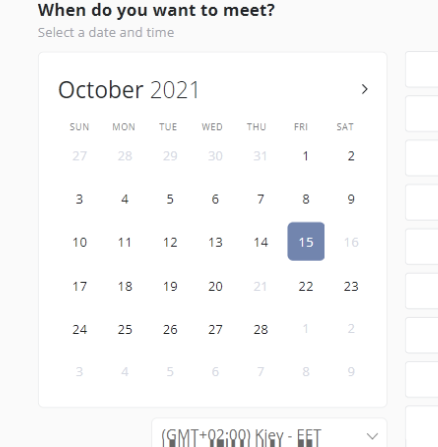 When do you want to meet?
Select a date and time
October 2021
SUN MON TUE WED THU FRI SAT
27 28 29 30 31 1 2
3 4 5 6 7 8 9
10 11 12 13 14 15 16
17 18 19 20 21 22 23
24 25 26 27 28 1 2
3 4 5 6 7 8 9
(GMT+02:00) Kiev - EET